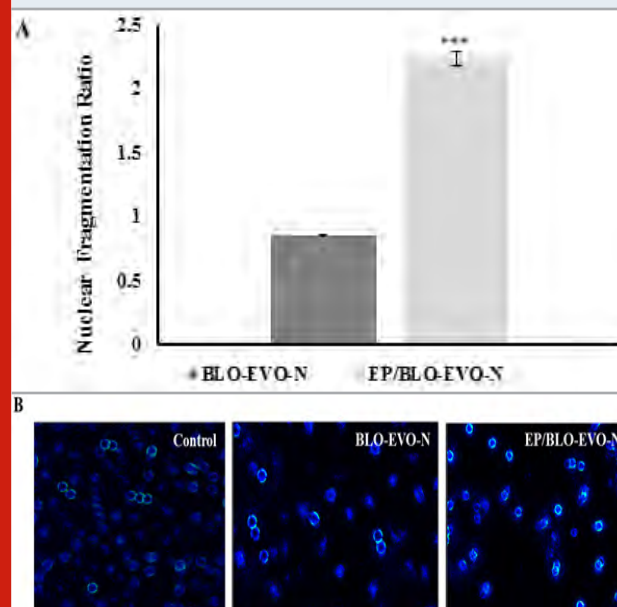 A
Nuclear Fragmentation Ratio
2.5
2
1.5
1
0.5
0
***
BLO-EVO-N EP/BLO-EVO-N
B
Control
BLO-EVO-N
EP/BLO-EVO-N